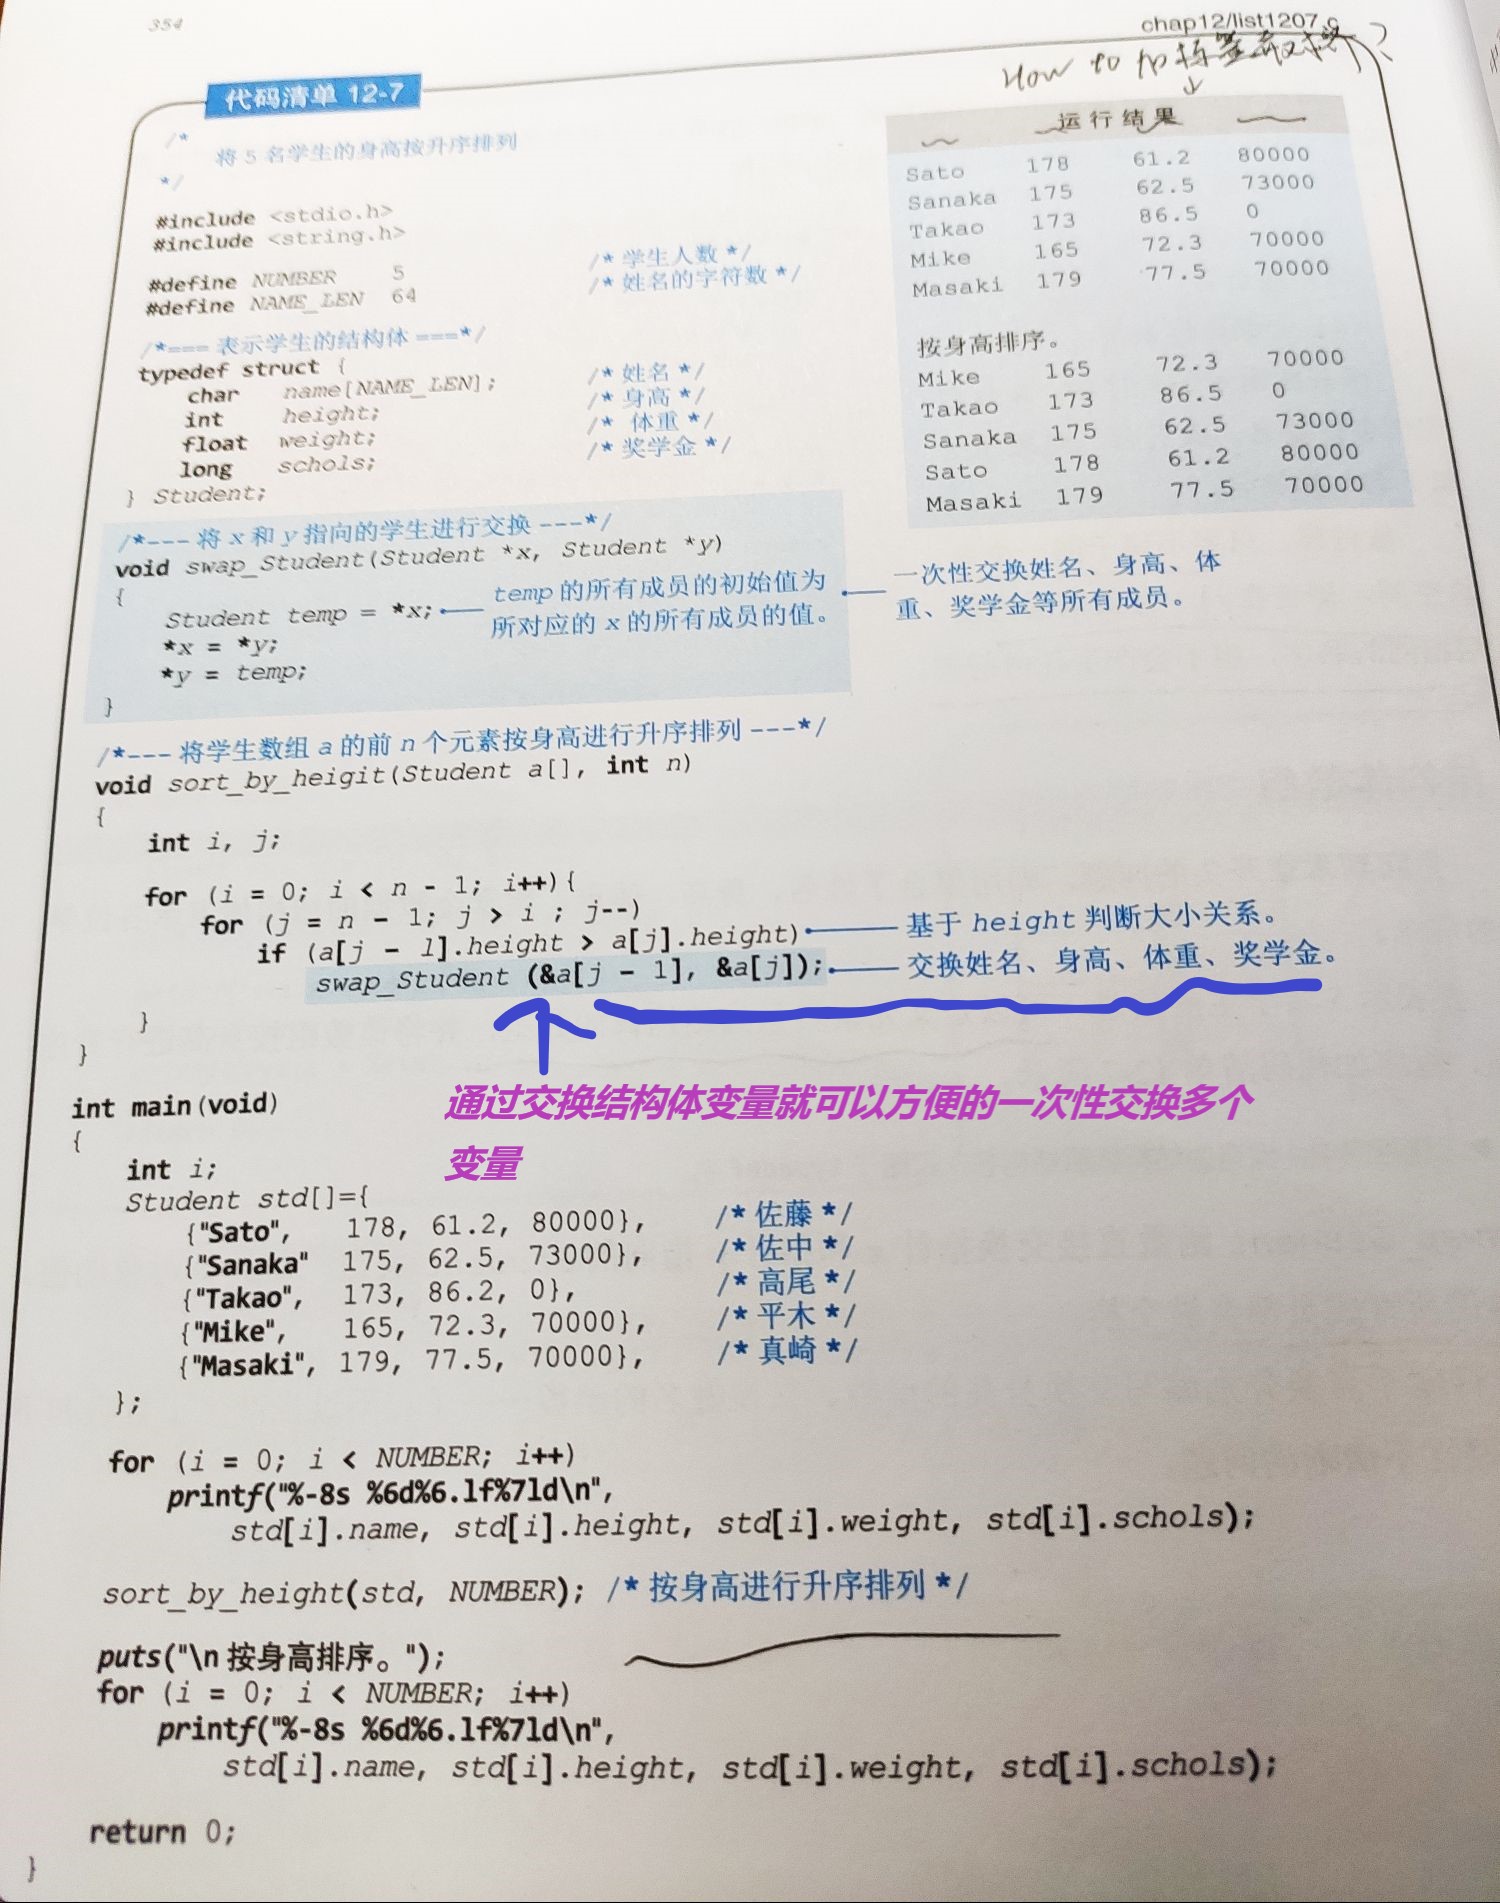 354
chap12/list1207.c
How to
代码清单 12-7
运行结果
/*
将 5 名学生的身高按升序排列
*/
#include <stdio.h>
#include <string.h>
#define NUMBER 5 /* 学生人数 */
#define NAME_LEN 64 /* 姓名的字符数 */
/*=== 表示学生的结构体 ===*/
typedef struct {
char name[NAME_LEN]; /* 姓名 */
int height; /* 身高 */
float weight; /* 体重 */
long schols; /* 奖学金 */
} Student;
Sato 178 61.2 80000
Sanaka 175 62.5 73000
Takao 173 86.5 0
Mike 165 72.3 70000
Masaki 179 77.5 70000
按身高排序。
Mike 165 72.3 70000
Takao 173 86.5 0
Sanaka 175 62.5 73000
Sato 178 61.2 80000
Masaki 179 77.5 70000
/*--- 将 x 和 y 指向的学生进行交换 ---*/
void swap_Student(Student *x, Student *y)
{
Student temp = *x;
*x = *y;
*y = temp;
}
temp 的所有成员的初始值为
所对应的 x 的所有成员的值。
一次性交换姓名、身高、体
重、奖学金等所有成员。
/*--- 将学生数组 a 的前 n 个元素按身高进行升序排列 ---*/
void sort_by_heigit(Student a[], int n)
{
int i, j;
for (i = 0; i < n - 1; i++){
for (j = n - 1; j > i ; j--)
if (a[j - 1].height > a[j].height) 基于 height 判断大小关系。
swap_Student (&a[j - 1], &a[j]); 交换姓名、身高、体重、奖学金。
}
}
通过交换结构体变量就可以方便的一次性交换多个
变量
int main(void)
{
int i;
Student std[]={
{"Sato", 178, 61.2, 80000}, /* 佐藤 */
{"Sanaka" 175, 62.5, 73000}, /* 佐中 */
{"Takao", 173, 86.2, 0}, /* 高尾 */
{"Mike", 165, 72.3, 70000}, /* 平木 */
{"Masaki", 179, 77.5, 70000}, /* 真崎 */
};
for (i = 0; i < NUMBER; i++)
printf("%-8s %6d%6.1f%7ld\n",
std[i].name, std[i].height, std[i].weight, std[i].schols);
sort_by_height(std, NUMBER); /* 按身高进行升序排列 */
puts("\n 按身高排序。");
for (i = 0; i < NUMBER; i++)
printf("%-8s %6d%6.1f%7ld\n",
std[i].name, std[i].height, std[i].weight, std[i].schols);
return 0;
}